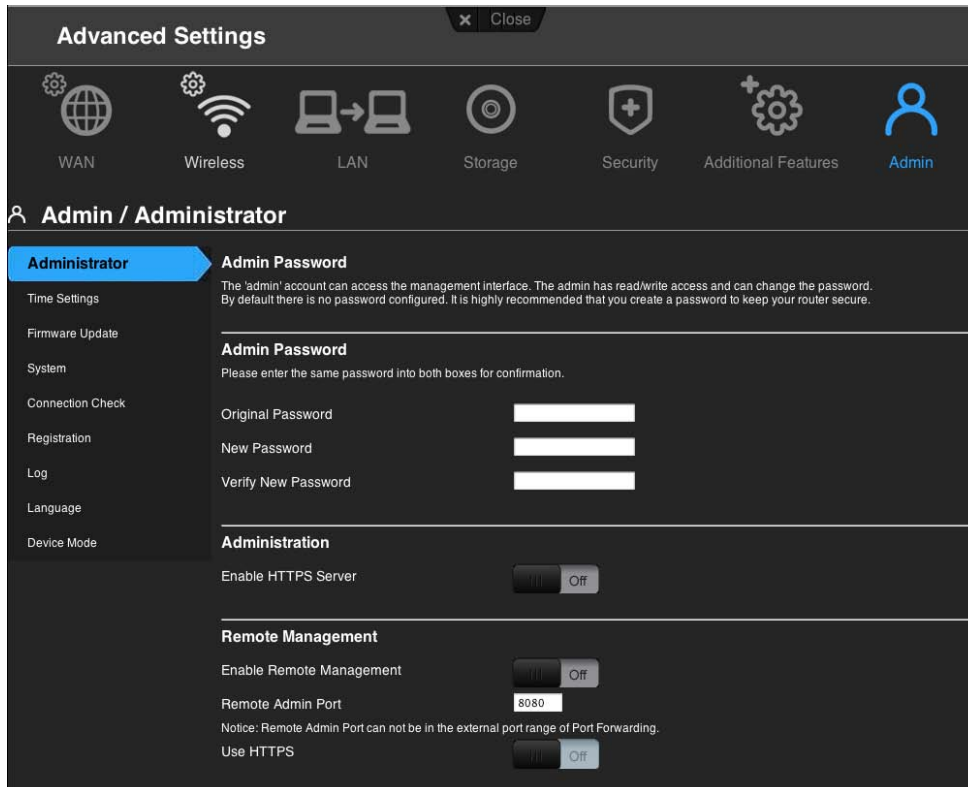 Close
Advanced Settings
WAN
Wireless
LAN
Storage
Security
Additional Features
Admin
Admin / Administrator
Administrator
Time Settings
Firmware Update
System
Connection Check
Registration
Log
Language
Device Mode
Admin Password
The 'admin' account can access the management interface. The admin has read/write access and can change the password.
By default there is no password configured. It is highly recommended that you create a password to keep your router secure.
Admin Password
Please enter the same password into both boxes for confirmation.
Original Password
New Password
Verify New Password
Administration
Enable HTTPS Server Off
Remote Management
Enable Remote Management Off
Remote Admin Port 8080
Notice: Remote Admin Port can not be in the external port range of Port Forwarding.
Use HTTPS Off